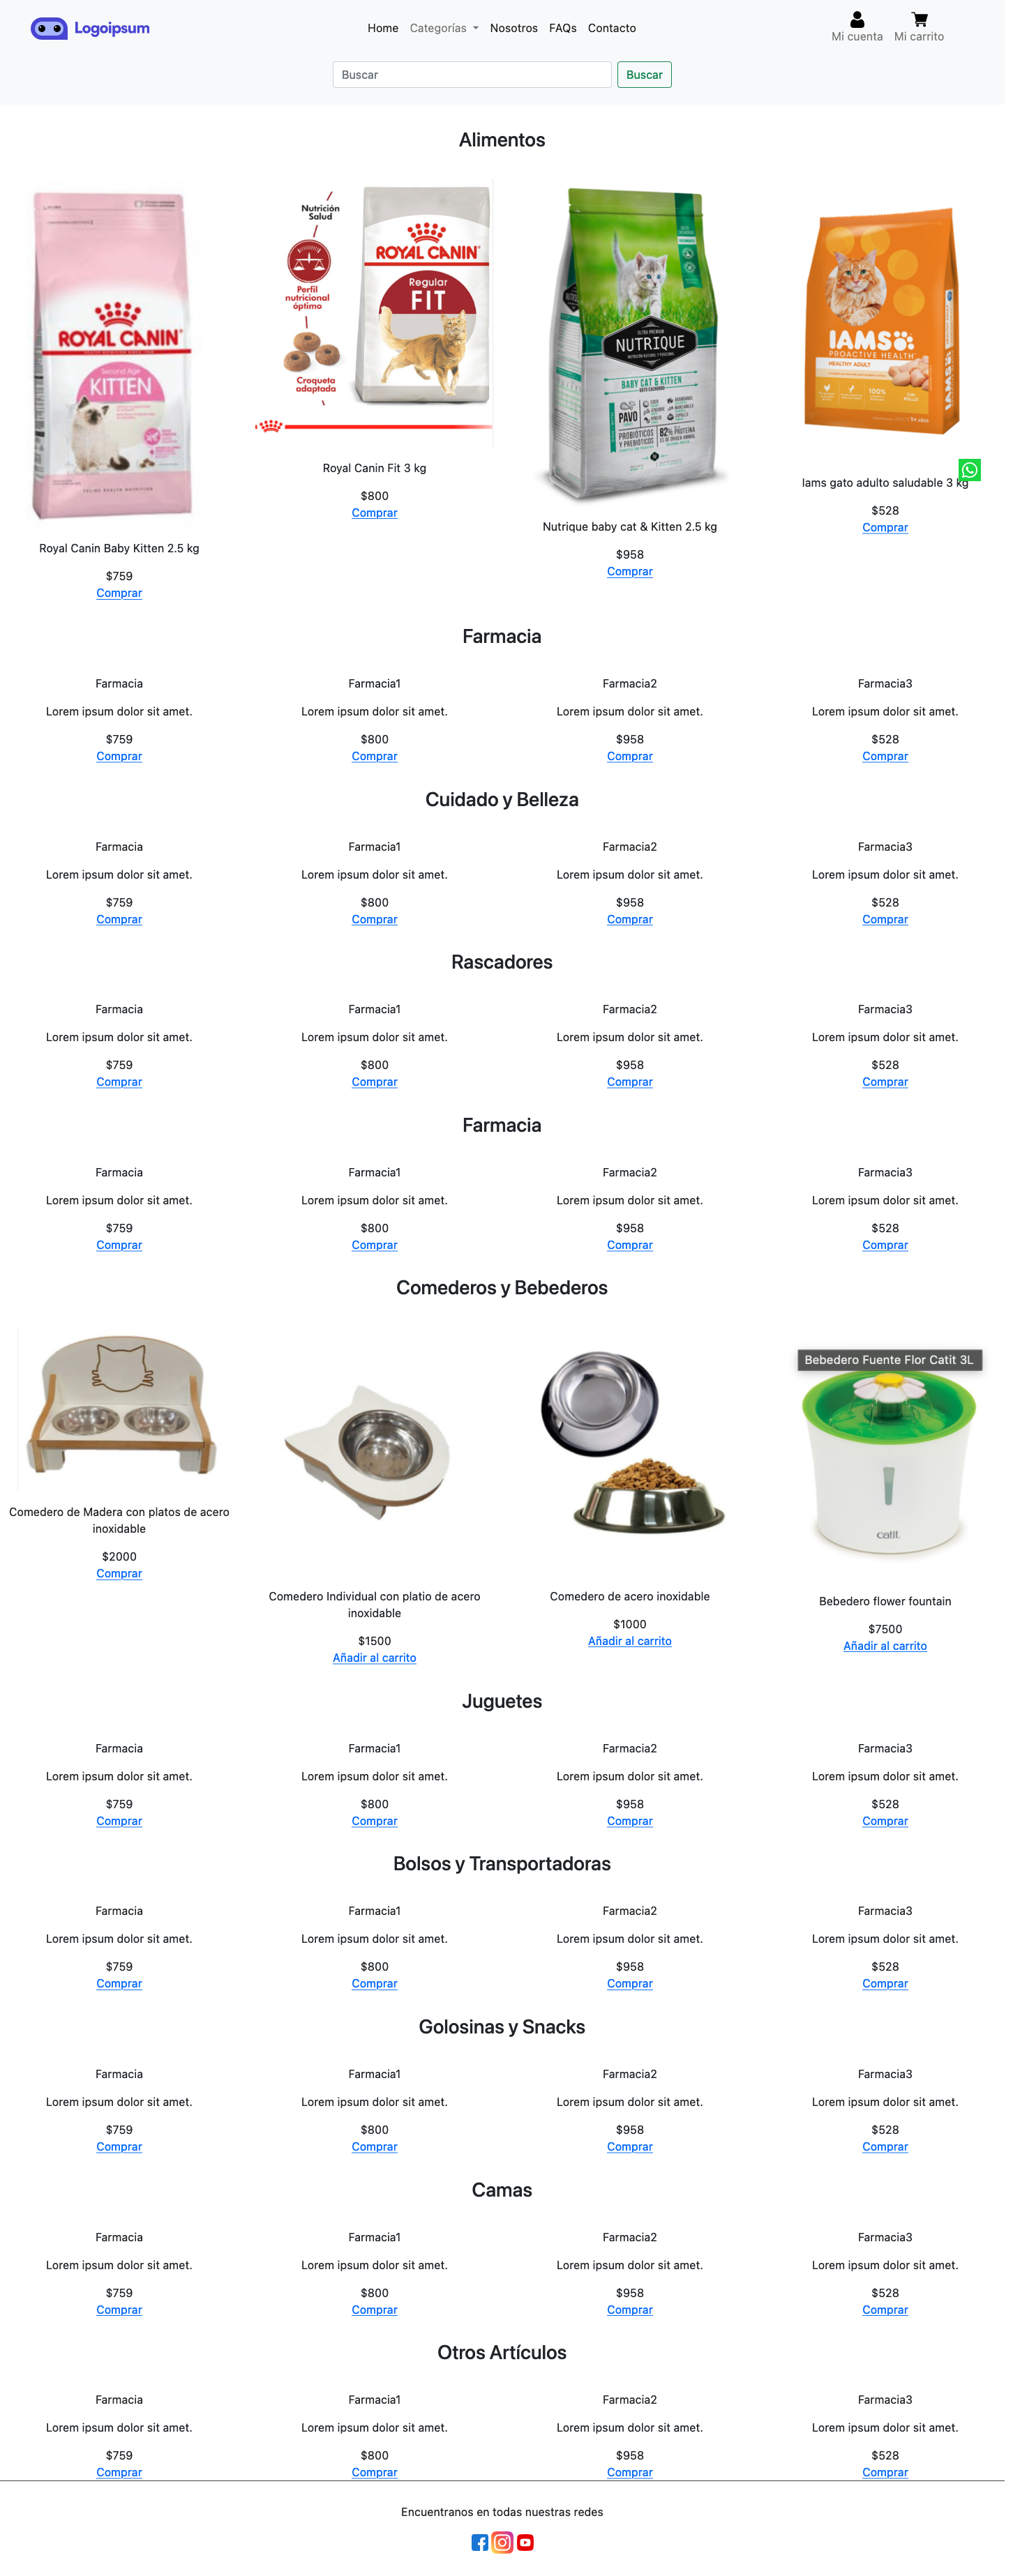 Logoipsum
Home Categorías Nosotros FAQs Contacto
Mi cuenta Mi carrito
Buscar Buscar
Alimentos
ROYAL CANIN
Second Age
KITTEN
FELINE HEALTH NUTRITION
Nutrición
Salud
Perfil
nutricional
óptimo
Croqueta
adaptada
ROYAL CANIN
Regular
FIT
NUTRIQUE
ULTRA PREMIUM
NUTRIQUE
BABY CAT & KITTEN
PAVO
PROBIÓTICOS
Y PREBIÓTICOS
82% PROTEINA
IAMS
PROACTIVE HEALTH
HEALTHY ADULT
100%
Royal Canin Baby Kitten 2.5 kg
$759
Comprar
Royal Canin Fit 3 kg
$800
Comprar
Nutrique baby cat & Kitten 2.5 kg
$958
Comprar
Iams gato adulto saludable 3 kg
$528
Comprar
Farmacia
Farmacia Farmacia1 Farmacia2 Farmacia3
Lorem ipsum dolor sit amet. Lorem ipsum dolor sit amet. Lorem ipsum dolor sit amet. Lorem ipsum dolor sit amet.
$759 $800 $958 $528
Comprar Comprar Comprar Comprar
Cuidado y Belleza
Farmacia Farmacia1 Farmacia2 Farmacia3
Lorem ipsum dolor sit amet. Lorem ipsum dolor sit amet. Lorem ipsum dolor sit amet. Lorem ipsum dolor sit amet.
$759 $800 $958 $528
Comprar Comprar Comprar Comprar
Rascadores
Farmacia Farmacia1 Farmacia2 Farmacia3
Lorem ipsum dolor sit amet. Lorem ipsum dolor sit amet. Lorem ipsum dolor sit amet. Lorem ipsum dolor sit amet.
$759 $800 $958 $528
Comprar Comprar Comprar Comprar
Farmacia
Farmacia Farmacia1 Farmacia2 Farmacia3
Lorem ipsum dolor sit amet. Lorem ipsum dolor sit amet. Lorem ipsum dolor sit amet. Lorem ipsum dolor sit amet.
$759 $800 $958 $528
Comprar Comprar Comprar Comprar
Comederos y Bebederos
Bebedero Fuente Flor Catit 3L
catit
Comedero de Madera con platos de acero
inoxidable
$2000
Comprar
Comedero Individual con platio de acero
inoxidable
$1500
Añadir al carrito
Comedero de acero inoxidable
$1000
Añadir al carrito
Bebedero flower fountain
$7500
Añadir al carrito
Juguetes
Farmacia Farmacia1 Farmacia2 Farmacia3
Lorem ipsum dolor sit amet. Lorem ipsum dolor sit amet. Lorem ipsum dolor sit amet. Lorem ipsum dolor sit amet.
$759 $800 $958 $528
Comprar Comprar Comprar Comprar
Bolsos y Transportadoras
Farmacia Farmacia1 Farmacia2 Farmacia3
Lorem ipsum dolor sit amet. Lorem ipsum dolor sit amet. Lorem ipsum dolor sit amet. Lorem ipsum dolor sit amet.
$759 $800 $958 $528
Comprar Comprar Comprar Comprar
Golosinas y Snacks
Farmacia Farmacia1 Farmacia2 Farmacia3
Lorem ipsum dolor sit amet. Lorem ipsum dolor sit amet. Lorem ipsum dolor sit amet. Lorem ipsum dolor sit amet.
$759 $800 $958 $528
Comprar Comprar Comprar Comprar
Camas
Farmacia Farmacia1 Farmacia2 Farmacia3
Lorem ipsum dolor sit amet. Lorem ipsum dolor sit amet. Lorem ipsum dolor sit amet. Lorem ipsum dolor sit amet.
$759 $800 $958 $528
Comprar Comprar Comprar Comprar
Otros Artículos
Farmacia Farmacia1 Farmacia2 Farmacia3
Lorem ipsum dolor sit amet. Lorem ipsum dolor sit amet. Lorem ipsum dolor sit amet. Lorem ipsum dolor sit amet.
$759 $800 $958 $528
Comprar Comprar Comprar Comprar
Encuentranos en todas nuestras redes